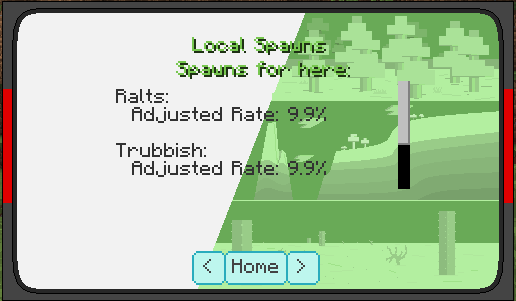 Local Spawns
Spawns for here:
Ralts:
Adjusted Rate: 9.9%
Trubbish:
Adjusted Rate: 9.9%
< Home >